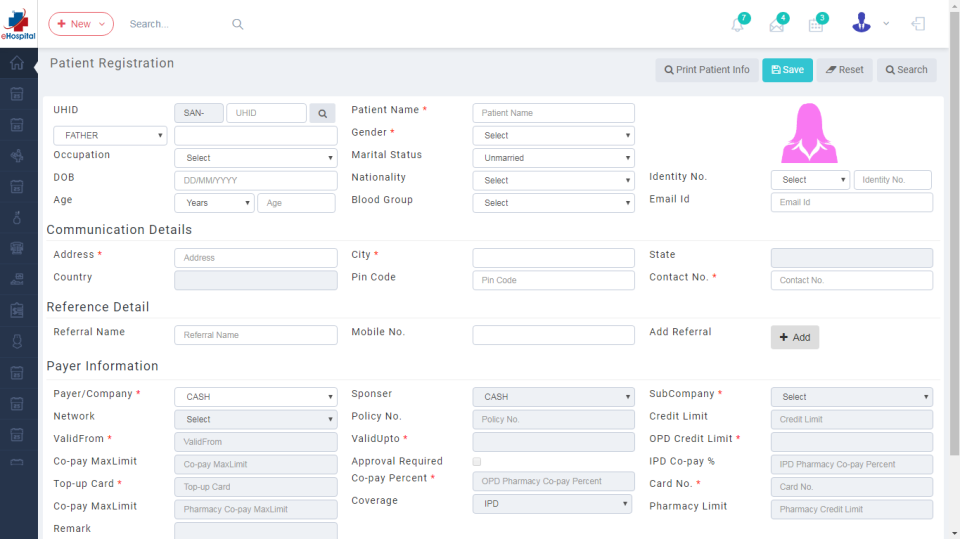 eHospital
+ New
Search...
7
4
3
Patient Registration
Print Patient Info
Save
Reset
Search
UHID
SAN-
UHID
Patient Name *
Patient Name
FATHER
Gender *
Select
Occupation
Select
Marital Status
Unmarried
DOB
DD/MM/YYYY
Nationality
Select
Identity No.
Select
Identity No.
Age
Years
Age
Blood Group
Select
Email Id
Email Id
Communication Details
Address *
Address
City *
State
Country
Pin Code
Pin Code
Contact No. *
Contact No.
Reference Detail
Referral Name
Referral Name
Mobile No.
Add Referral
+ Add
Payer Information
Payer/Company *
CASH
Sponser
CASH
SubCompany *
Select
Network
Select
Policy No.
Policy No.
Credit Limit
Credit Limit
ValidFrom *
ValidFrom
ValidUpto *
OPD Credit Limit *
Co-pay MaxLimit
Co-pay MaxLimit
Approval Required
IPD Co-pay %
IPD Pharmacy Co-pay Percent
Top-up Card *
Top-up Card
Co-pay Percent *
OPD Pharmacy Co-pay Percent
Card No. *
Card No.
Co-pay MaxLimit
Pharmacy Co-pay MaxLimit
Coverage
IPD
Pharmacy Limit
Pharmacy Credit Limit
Remark